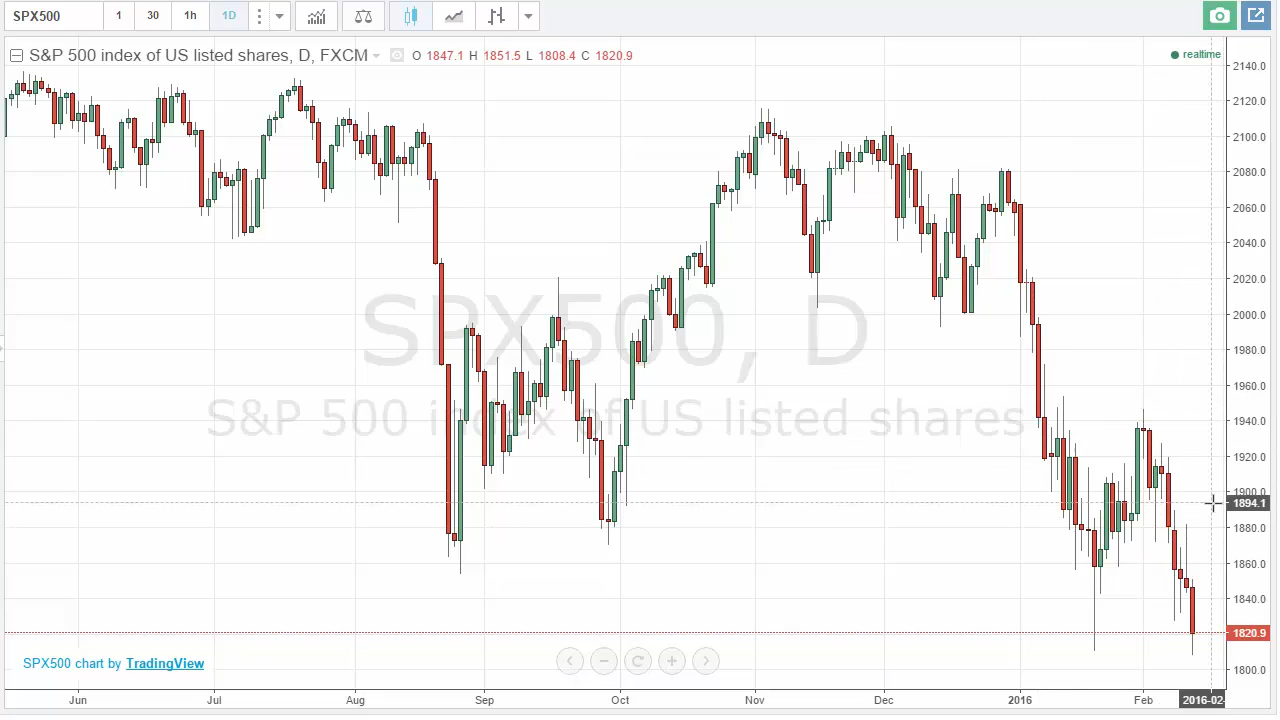 SPX500 1 30 1h 1D
S&P 500 index of US listed shares, D, FXCM O 1847.1 H 1851.5 L 1808.4 C 1820.9
realtime
2140.0
2120.0
2100.0
2080.0
2060.0
2040.0
2020.0
2000.0
1980.0
1960.0
1940.0
1920.0
1900.0
1894.1
1880.0
1860.0
1840.0
1820.9
1800.0
SPX500, D
S&P 500 index of US listed shares
SPX500 chart by TradingView
Jun Jul Aug Sep Oct Nov Dec 2016 Feb 2016-02-